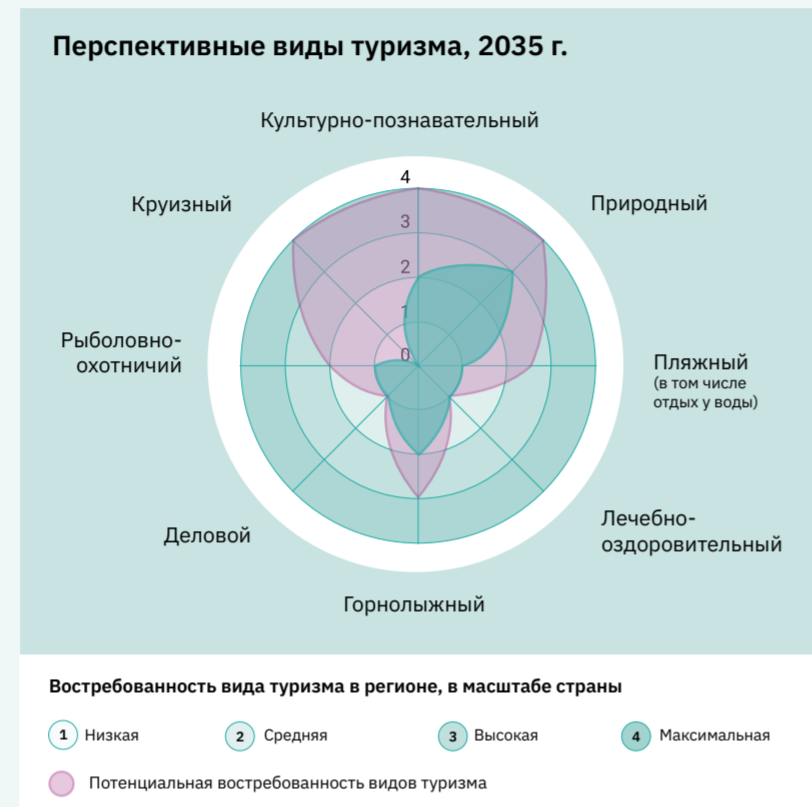 Перспективные виды туризма, 2035 г.
Культурно-познавательный
4
Круизный
Природный
3
2
1
Рыболовно-
охотничий
0
Пляжный
(в том числе
отдых у воды)
Лечебно-
оздоровительный
Деловой
Горнолыжный
Востребованность вида туризма в регионе, в масштабе страны
1 Низкая 2 Средняя 3 Высокая 4 Максимальная
Потенциальная востребованность видов туризма